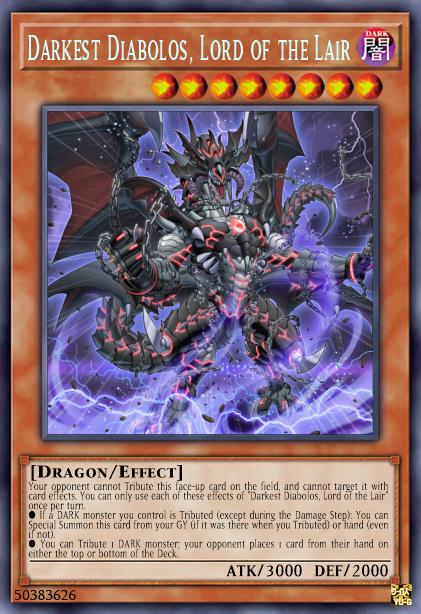 DARKEST DIABOLOS, LORD OF THE LAIR
DARK
闇
[DRAGON/EFFECT]
Your opponent cannot Tribute this face-up card on the field, and cannot target it with
card effects. You can only use each of these effects of "Darkest Diabolos, Lord of the Lair"
once per turn.
● If a DARK monster you control is Tributed (except during the Damage Step): You can
Special Summon this card from your GY (if it was there when you Tributed) or hand (even
if not).
● You can Tribute 1 DARK monster; your opponent places 1 card from their hand on
either the top or bottom of the Deck.
ATK/3000 DEF/2000
50383626